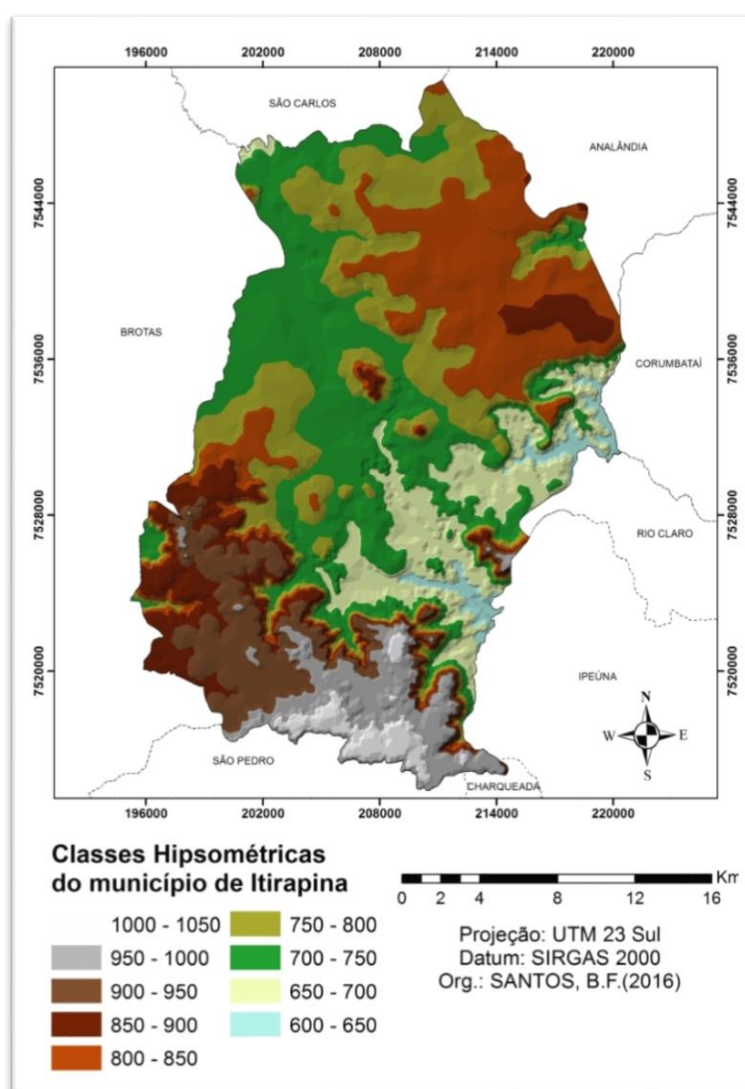 196000 202000 208000 214000 220000
SÃO CARLOS
ANALÂNDIA
7544000 7544000
BROTAS
7536000 7536000
CORUMBATAÍ
7528000 7528000
RIO CLARO
7520000 7520000
IPEÚNA
N
W E
S
SÃO PEDRO
CHARQUEADA
196000 202000 208000 214000 220000
Classes Hipsométricas
do município de Itirapina
1000 - 1050
950 - 1000
900 - 950
850 - 900
800 - 850
750 - 800
700 - 750
650 - 700
600 - 650
Km
0 2 4 8 12 16
Projeção: UTM 23 Sul
Datum: SIRGAS 2000
Org.: SANTOS, B.F.(2016)